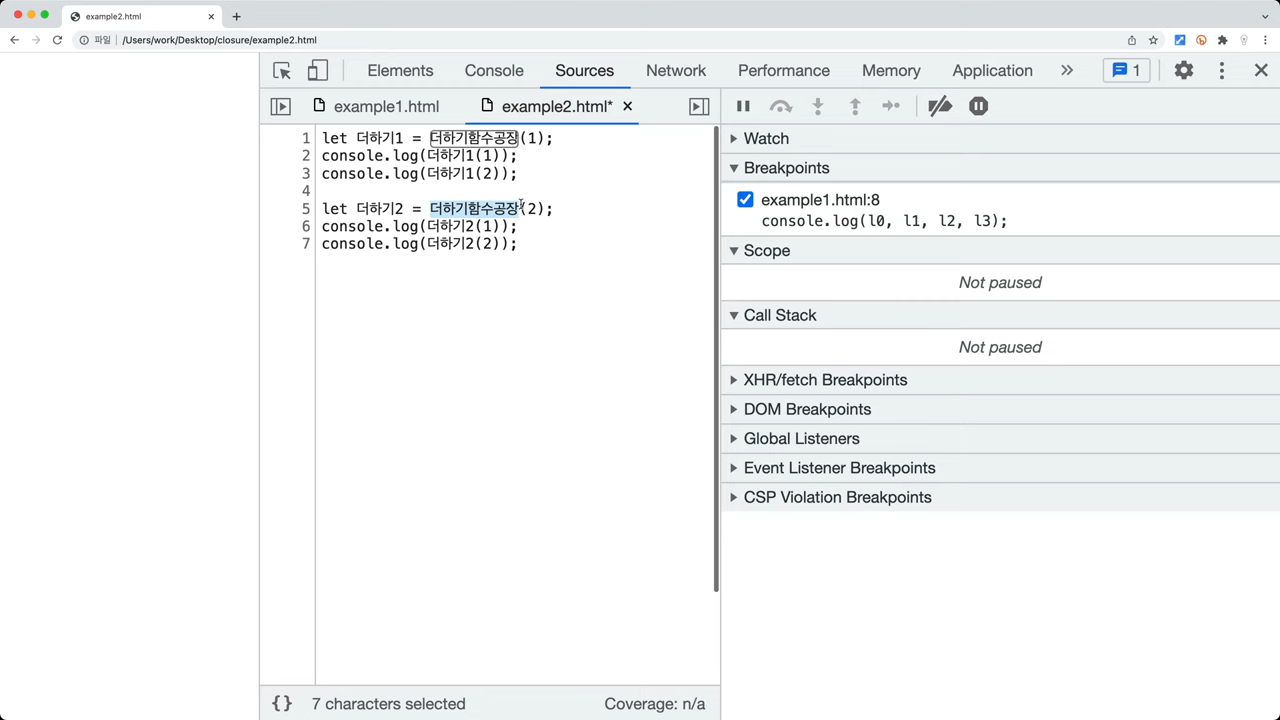 example2.html
파일 /Users/work/Desktop/closure/example2.html
Elements Console Sources Network Performance Memory Application 1
example1.html example2.html*
1 let 더하기1 = 더하기함수공장(1);
2 console.log(더하기1(1));
3 console.log(더하기1(2));
4
5 let 더하기2 = 더하기함수공장(2);
6 console.log(더하기2(1));
7 console.log(더하기2(2));
Watch
Breakpoints
example1.html:8
console.log(l0, l1, l2, l3);
Scope
Not paused
Call Stack
Not paused
XHR/fetch Breakpoints
DOM Breakpoints
Global Listeners
Event Listener Breakpoints
CSP Violation Breakpoints
{} 7 characters selected Coverage: n/a